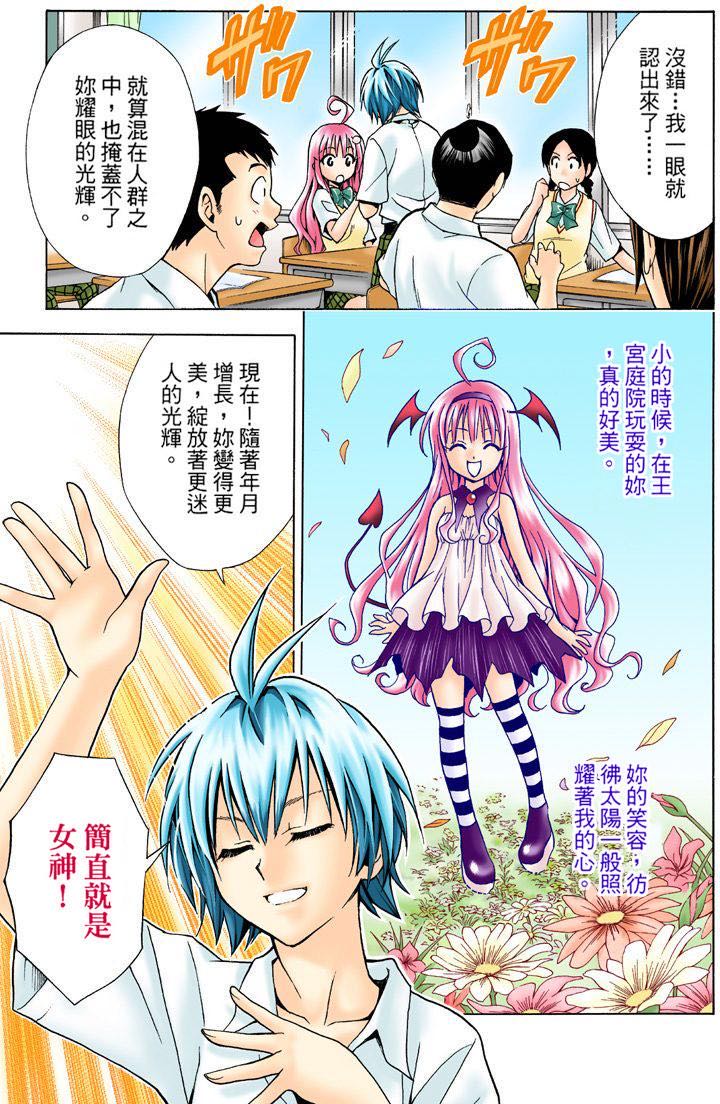 沒錯…我一眼就
認出來了……
ザワ
ザワ
就算混在人群之
中，也掩蓋不了
妳耀眼的光輝。
小的時候，在王
宮庭院玩耍的妳
，真的好美。
妳的笑容，彷
彿太陽一般照
耀著我的心。
現在！隨著年月
增長，妳變得更
美，綻放著更迷
人的光輝。
簡直就是
女神！